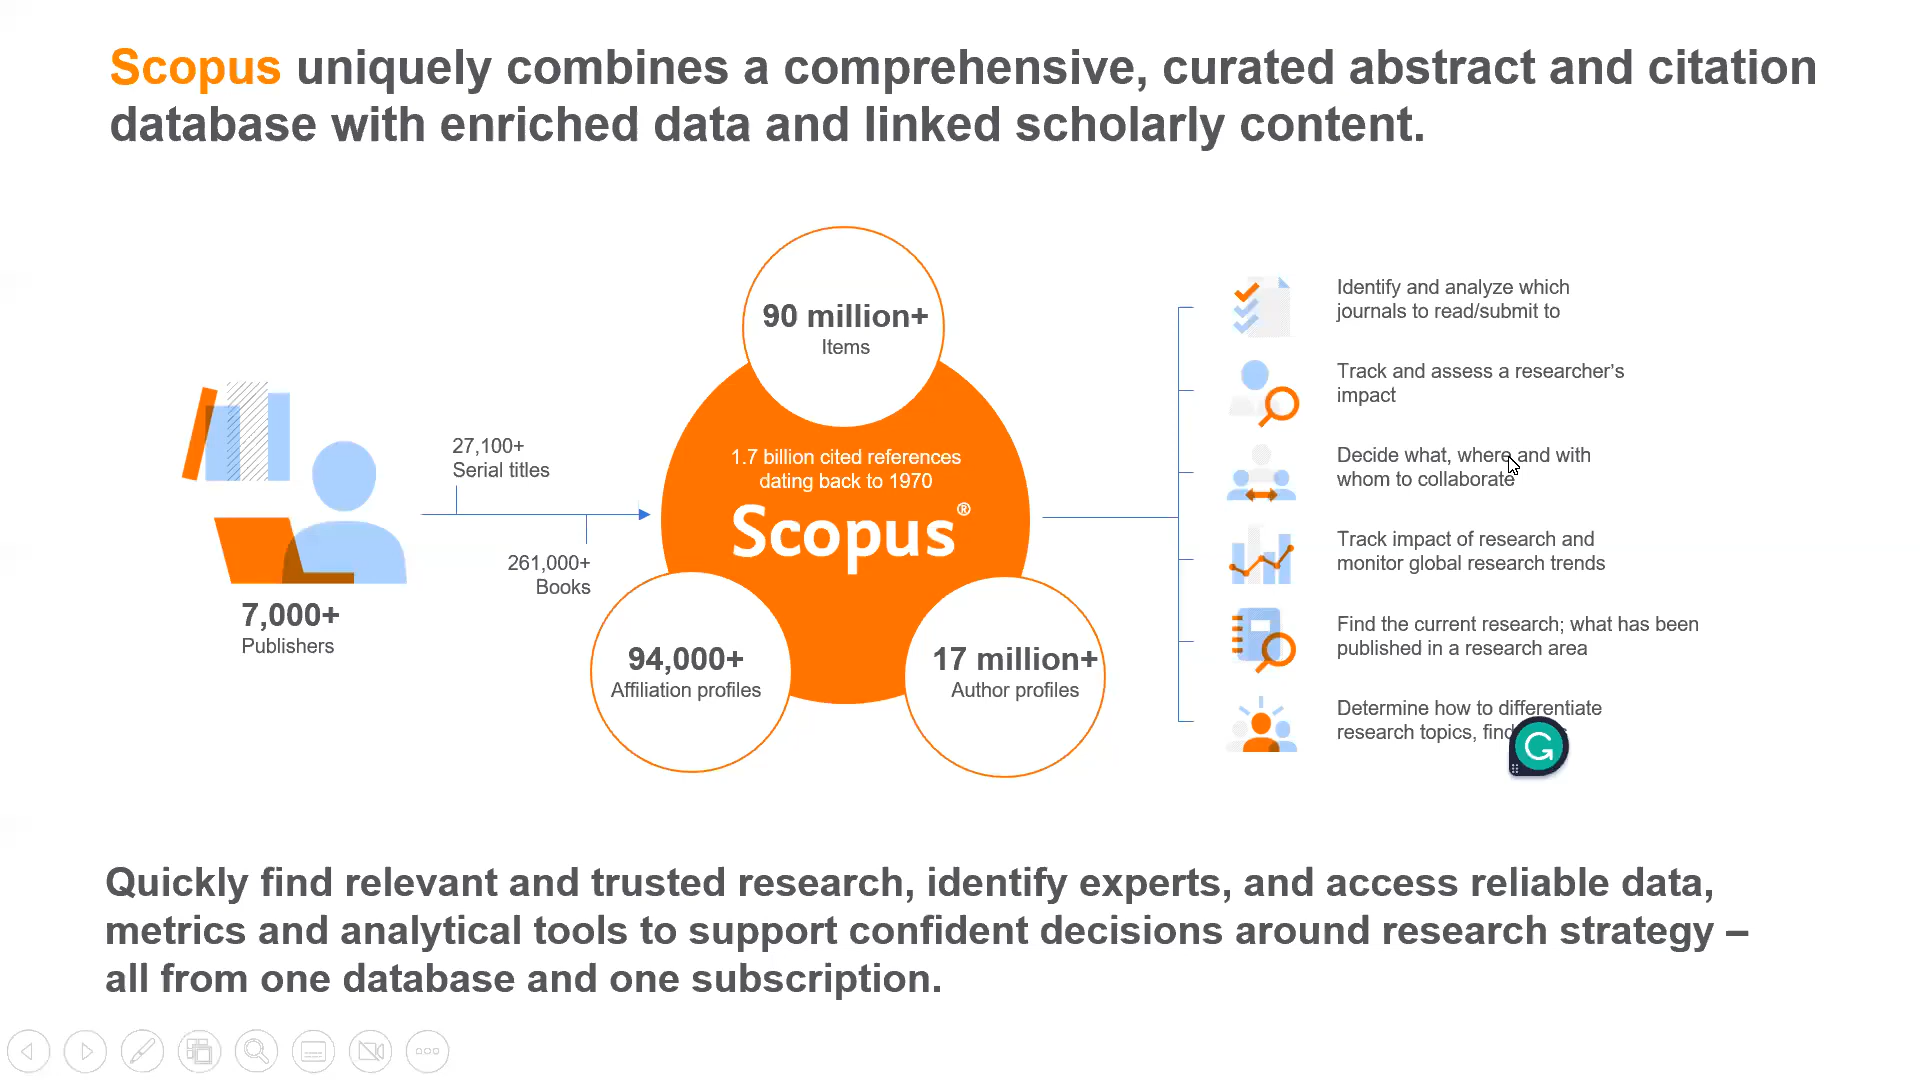 Scopus uniquely combines a comprehensive, curated abstract and citation
database with enriched data and linked scholarly content.
7,000+
Publishers
27,100+
Serial titles
261,000+
Books
90 million+
Items
1.7 billion cited references
dating back to 1970
Scopus®
94,000+
Affiliation profiles
17 million+
Author profiles
Identify and analyze which
journals to read/submit to
Track and assess a researcher's
impact
Decide what, where and with
whom to collaborate
Track impact of research and
monitor global research trends
Find the current research; what has been
published in a research area
Determine how to differentiate
research topics, find
Quickly find relevant and trusted research, identify experts, and access reliable data,
metrics and analytical tools to support confident decisions around research strategy –
all from one database and one subscription.